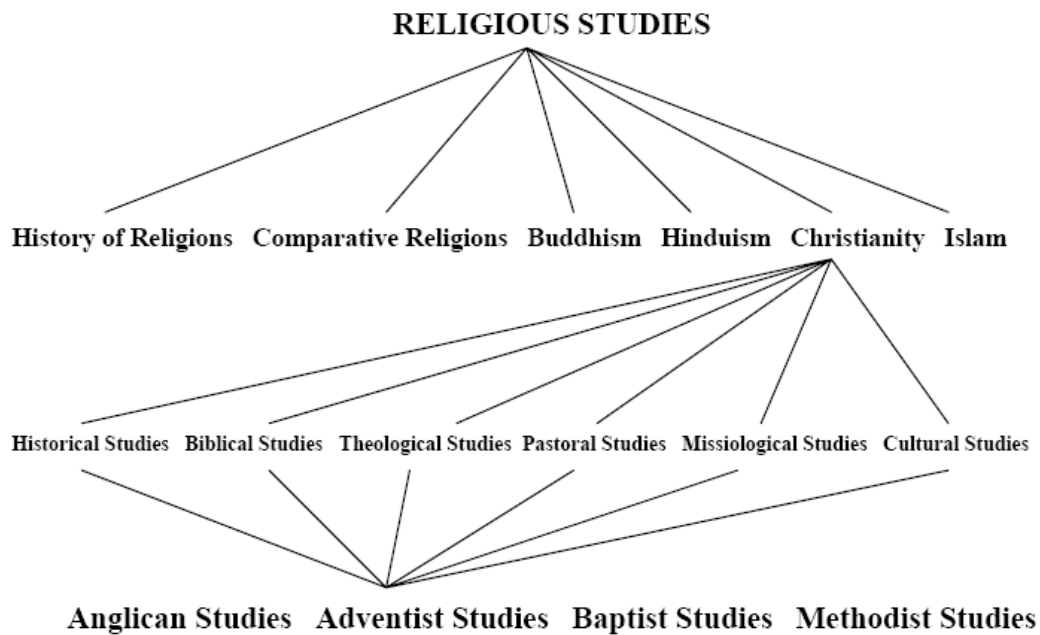 RELIGIOUS STUDIES
History of Religions Comparative Religions Buddhism Hinduism Christianity Islam
Historical Studies Biblical Studies Theological Studies Pastoral Studies Missiological Studies Cultural Studies
Anglican Studies Adventist Studies Baptist Studies Methodist Studies